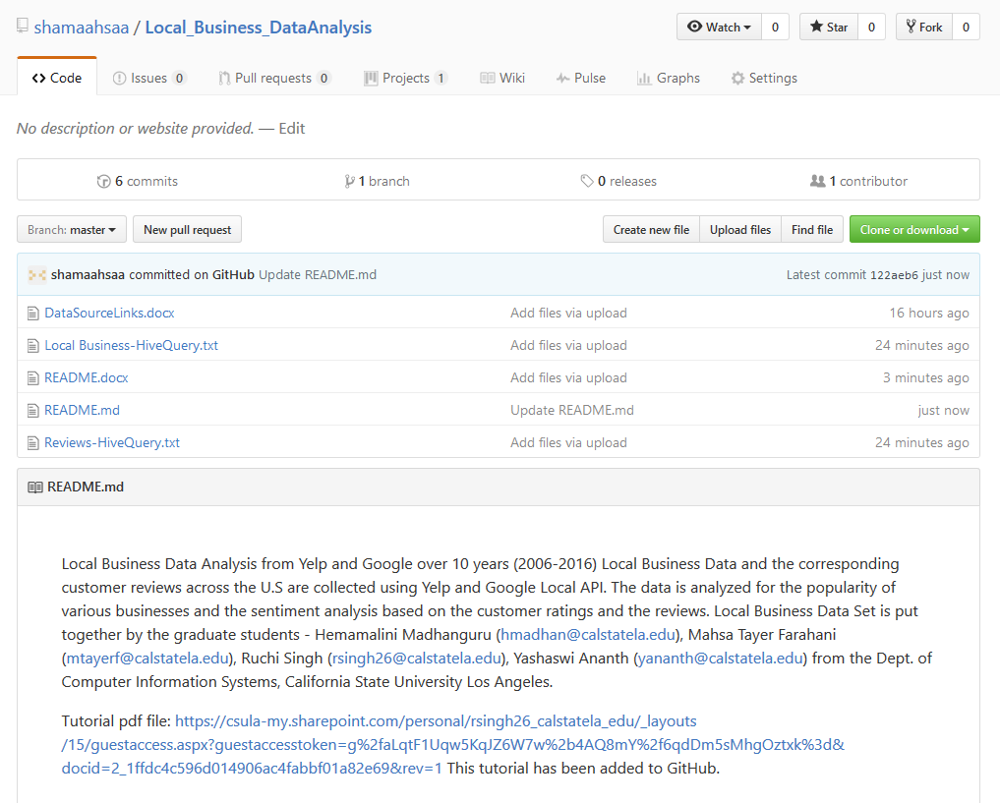 shamaahsaa / Local_Business_DataAnalysis Watch 0 Star 0 Fork 0
Code Issues 0 Pull requests 0 Projects 1 Wiki Pulse Graphs Settings
No description or website provided. — Edit
6 commits 1 branch 0 releases 1 contributor
Branch: master New pull request Create new file Upload files Find file Clone or download
shamaahsaa committed on GitHub Update README.md Latest commit 122aeb6 just now
DataSourceLinks.docx Add files via upload 16 hours ago
Local Business-HiveQuery.txt Add files via upload 24 minutes ago
README.docx Add files via upload 3 minutes ago
README.md Update README.md just now
Reviews-HiveQuery.txt Add files via upload 24 minutes ago
README.md
Local Business Data Analysis from Yelp and Google over 10 years (2006-2016) Local Business Data and the corresponding
customer reviews across the U.S are collected using Yelp and Google Local API. The data is analyzed for the popularity of
various businesses and the sentiment analysis based on the customer ratings and the reviews. Local Business Data Set is put
together by the graduate students - Hemamalini Madhanguru (hmadhan@calstatela.edu), Mahsa Tayer Farahani
(mtayerf@calstatela.edu), Ruchi Singh (rsingh26@calstatela.edu), Yashaswi Ananth (yananth@calstatela.edu) from the Dept. of
Computer Information Systems, California State University Los Angeles.
Tutorial pdf file: https://csula-my.sharepoint.com/personal/rsingh26_calstatela_edu/_layouts
/15/guestaccess.aspx?guestaccesstoken=g%2faLqtF1Uqw5KqJZ6W7w%2b4AQ8mY%2f6qdDm5sMhgOztxk%3d&
docid=2_1ffdc4c596d014906ac4fabbf01a82e69&rev=1 This tutorial has been added to GitHub.